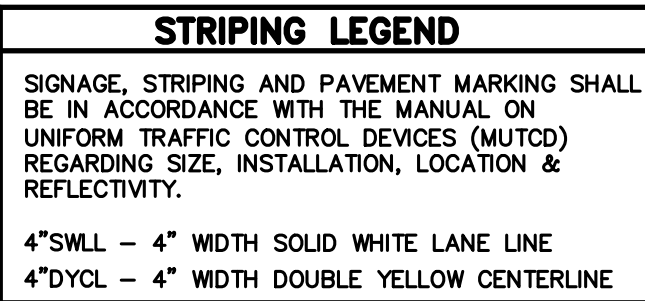 STRIPING LEGEND
SIGNAGE, STRIPING AND PAVEMENT MARKING SHALL
BE IN ACCORDANCE WITH THE MANUAL ON
UNIFORM TRAFFIC CONTROL DEVICES (MUTCD)
REGARDING SIZE, INSTALLATION, LOCATION &
REFLECTIVITY.
4"SWLL – 4" WIDTH SOLID WHITE LANE LINE
4"DYCL – 4" WIDTH DOUBLE YELLOW CENTERLINE